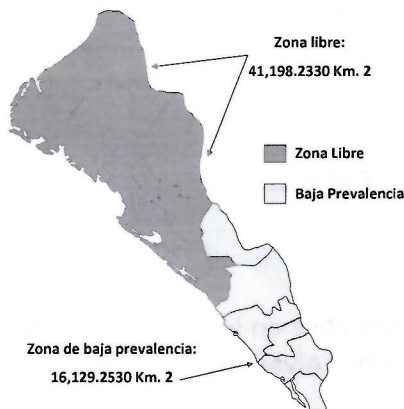 Zona libre:
41,198.2330 Km. 2
Zona Libre
Baja Prevalencia
Zona de baja prevalencia:
16,129.2530 Km. 2